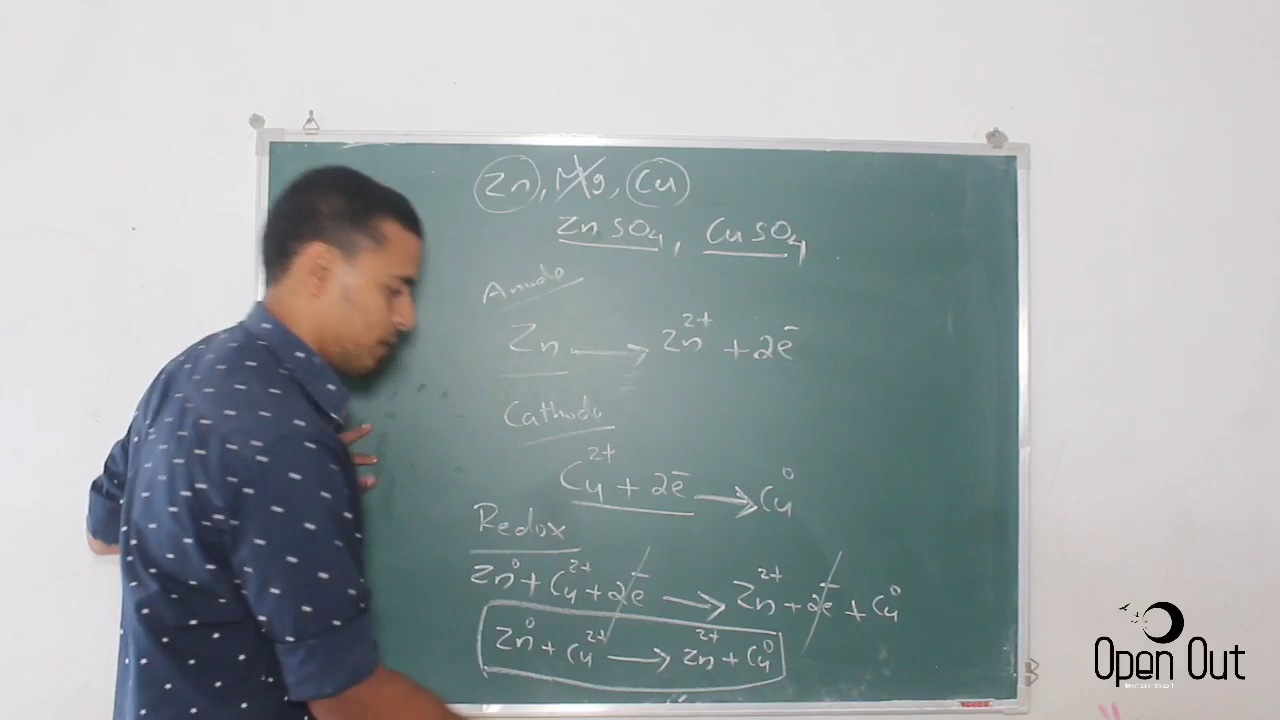 Zn, Mg, Cu
ZnSO₄, CuSO₄
Anode
Zn ⟶ Zn²⁺ + 2e⁻
Cathode
Cu²⁺ + 2e⁻ ⟶ Cu⁰
Redox
Zn⁰ + Cu²⁺ + 2e⁻ ⟶ Zn²⁺ + 2e⁻ + Cu⁰
Zn⁰ + Cu²⁺ ⟶ Zn²⁺ + Cu⁰
Open Out